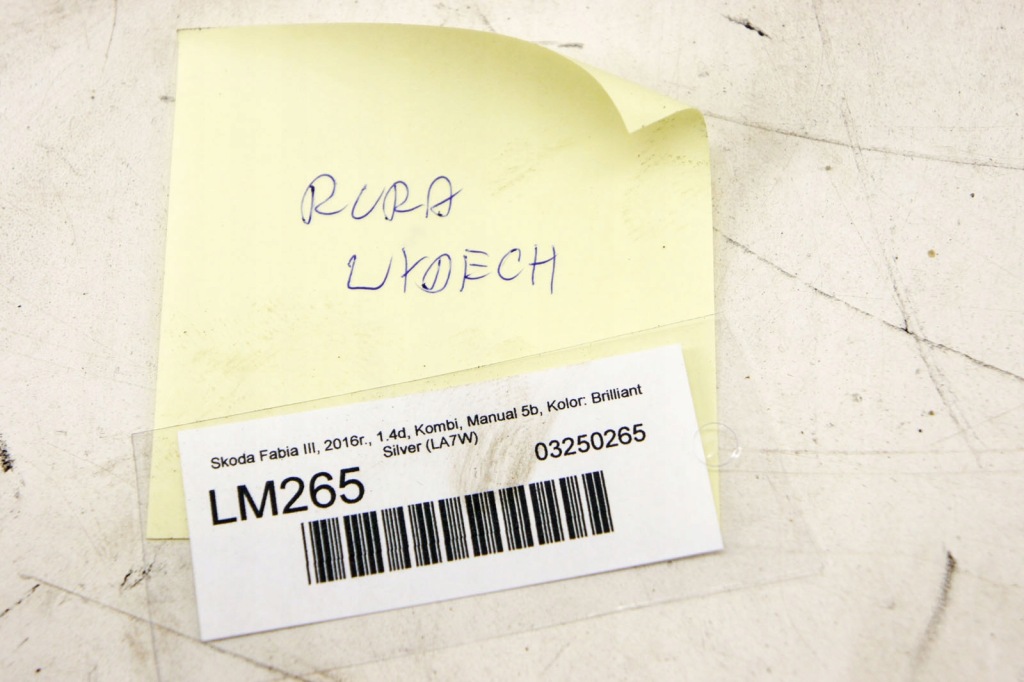 RURA
WYDECH
Skoda Fabia III, 2016r., 1.4d, Kombi, Manual 5b, Kolor: Brilliant
Silver (LA7W)
03250265
LM265